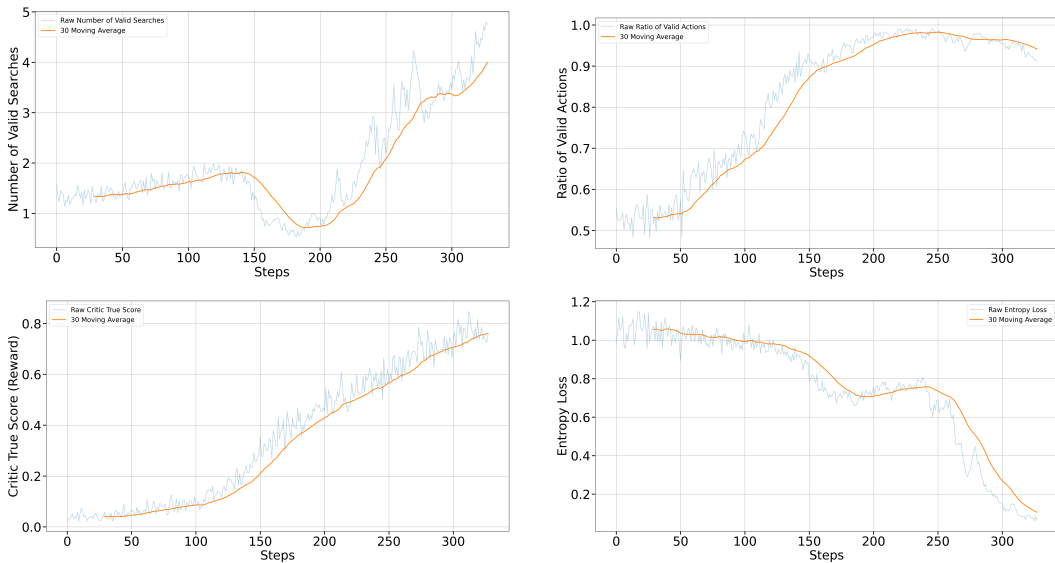 5
4
3
2
1
Number of Valid Searches
Raw Number of Valid Searches
30 Moving Average
0 50 100 150 200 250 300
Steps
1.0
0.9
0.8
0.7
0.6
0.5
Ratio of Valid Actions
Raw Ratio of Valid Actions
30 Moving Average
0 50 100 150 200 250 300
Steps
0.8
0.6
0.4
0.2
0.0
Critic True Score (Reward)
Raw Critic True Score
30 Moving Average
0 50 100 150 200 250 300
Steps
1.2
1.0
0.8
0.6
0.4
0.2
Entropy Loss
Raw Entropy Loss
30 Moving Average
0 50 100 150 200 250 300
Steps